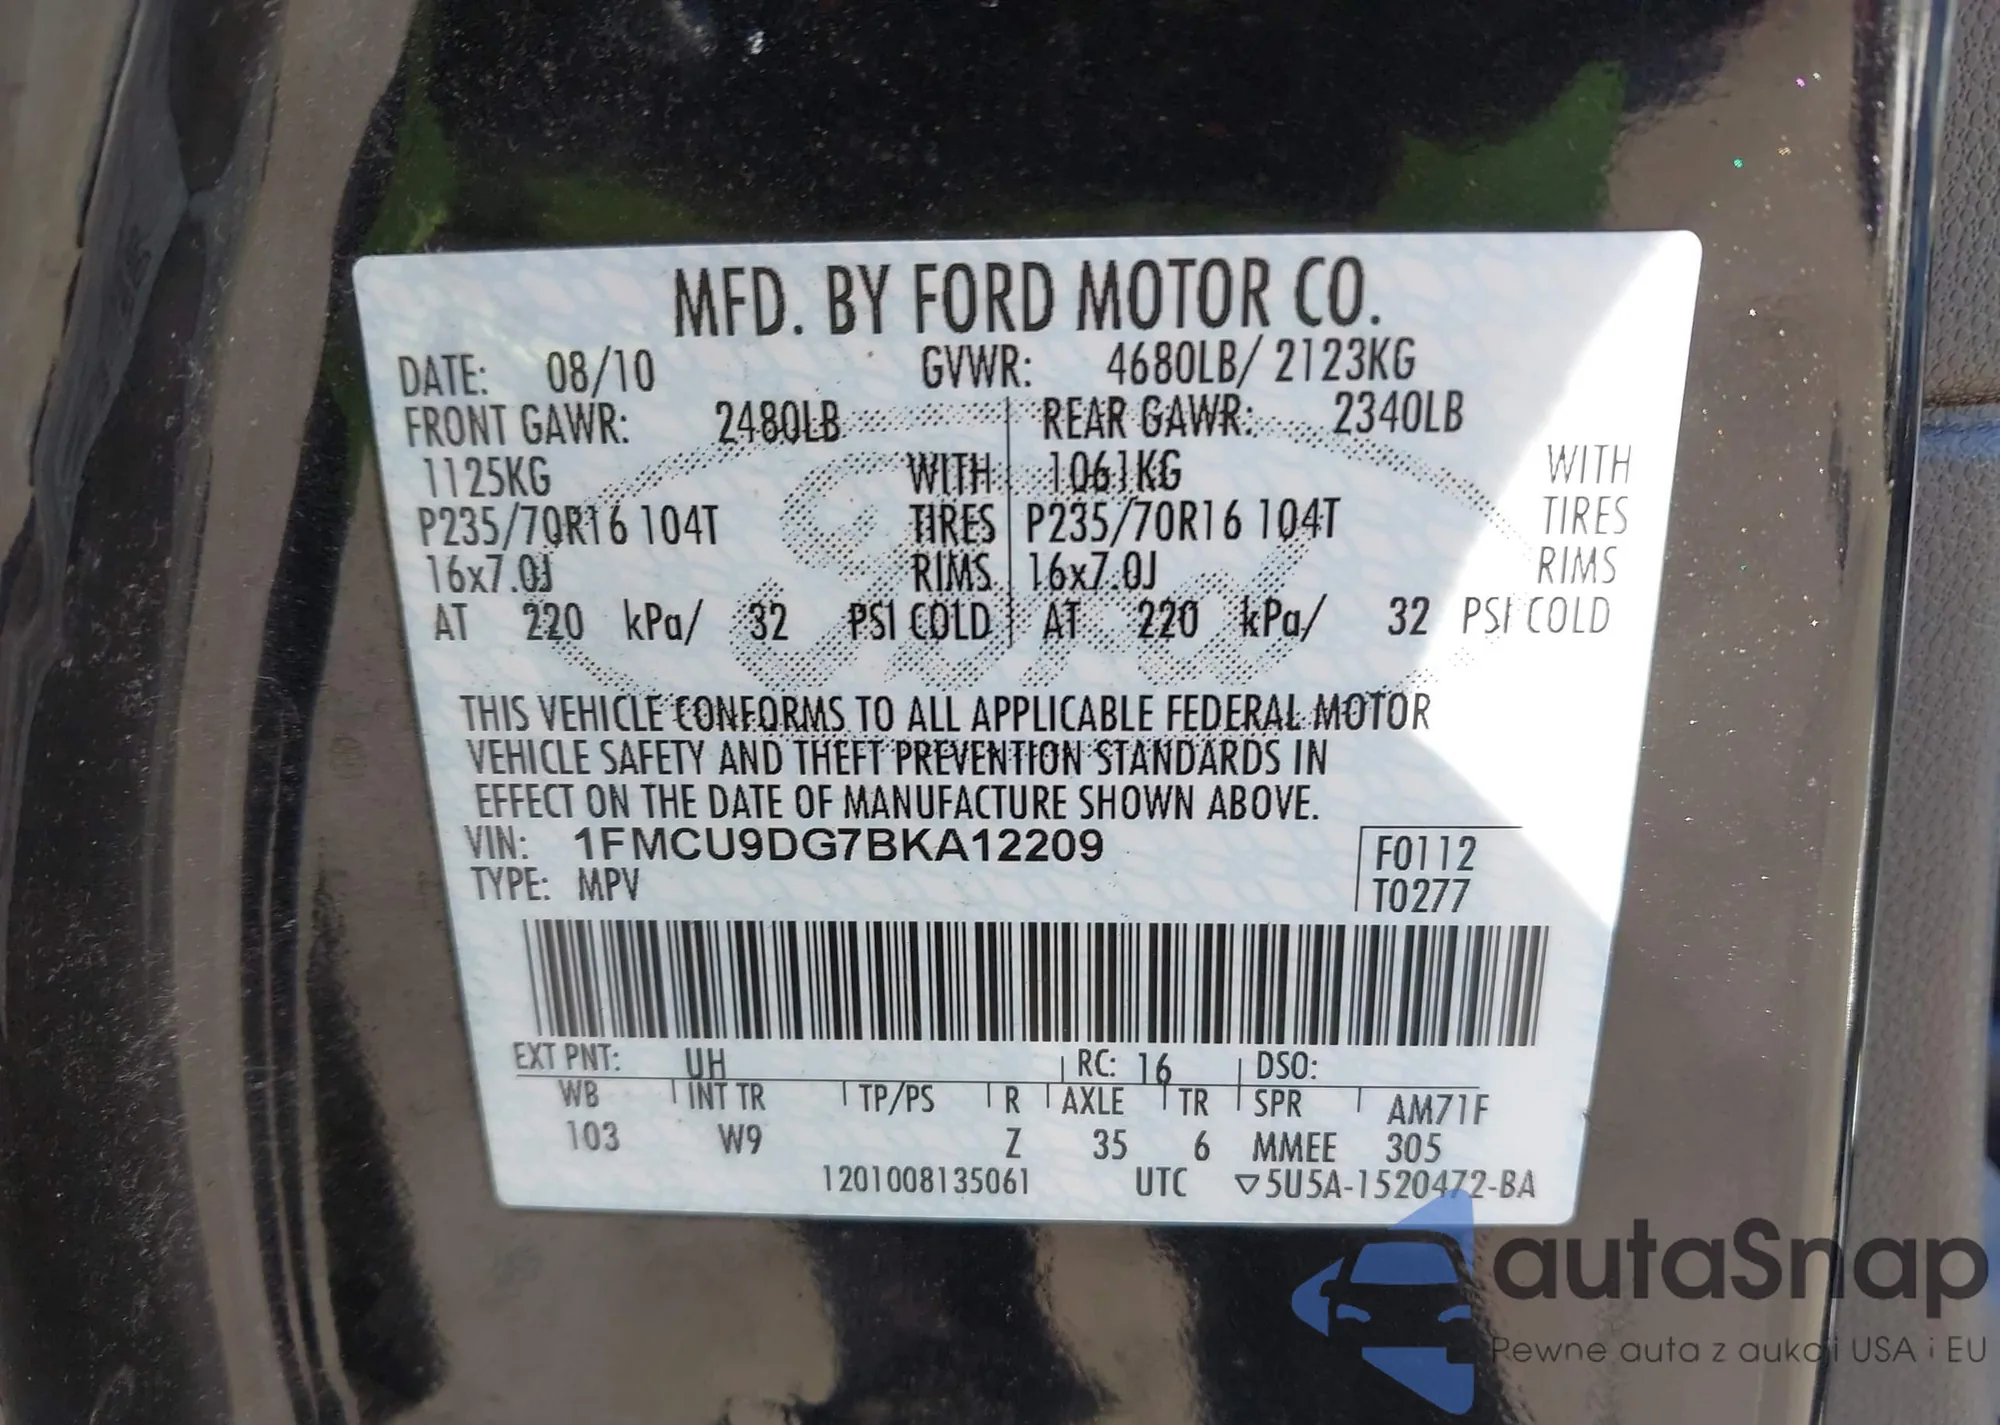 MFD. BY FORD MOTOR CO.
DATE: 08/10 GVWR: 4680LB/ 2123KG
FRONT GAWR: 2480LB REAR GAWR: 2340LB
1125KG WITH 1061KG WITH
P235/70R16 104T TIRES P235/70R16 104T TIRES
16x7.0J RIMS 16x7.0J RIMS
AT 220 kPa/ 32 PSI COLD AT 220 kPa/ 32 PSI COLD
Ford
THIS VEHICLE CONFORMS TO ALL APPLICABLE FEDERAL MOTOR
VEHICLE SAFETY AND THEFT PREVENTION STANDARDS IN
EFFECT ON THE DATE OF MANUFACTURE SHOWN ABOVE.
VIN: 1FMCU9DG7BKA12209 F0112
TYPE: MPV T0277
EXT PNT: UH RC: 16 DSO:
WB INT TR TP/PS R AXLE TR SPR AM71F
103 W9 Z 35 6 MMEE 305
1201008135061 UTC ▽5U5A-1520472-BA
autaSnap
Pewne auta z aukcji USA i EU